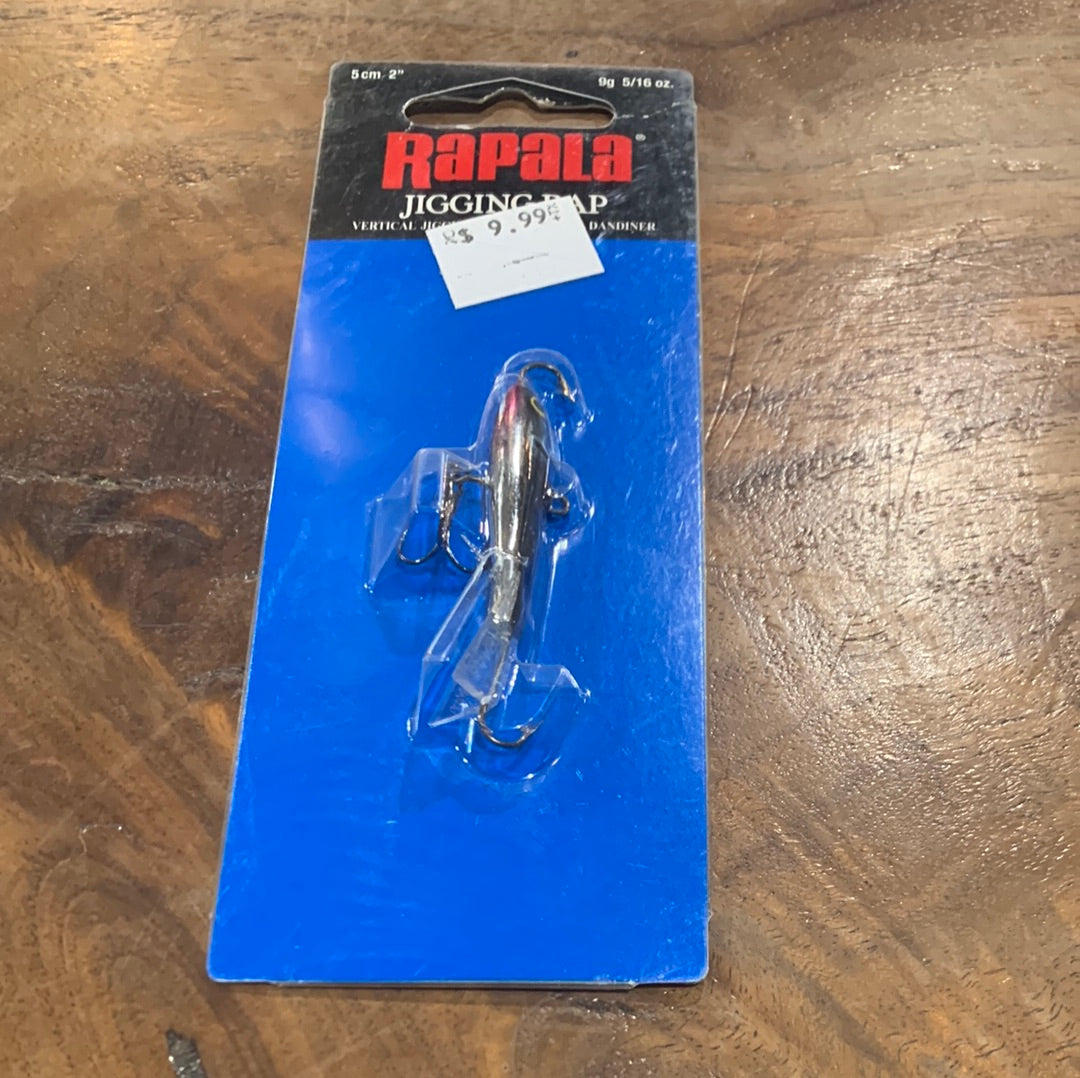 5cm 2" 9g 5/16 oz.
RAPALA®
JIGGING RAP
VERTICAL DANDINER
$ 9.99